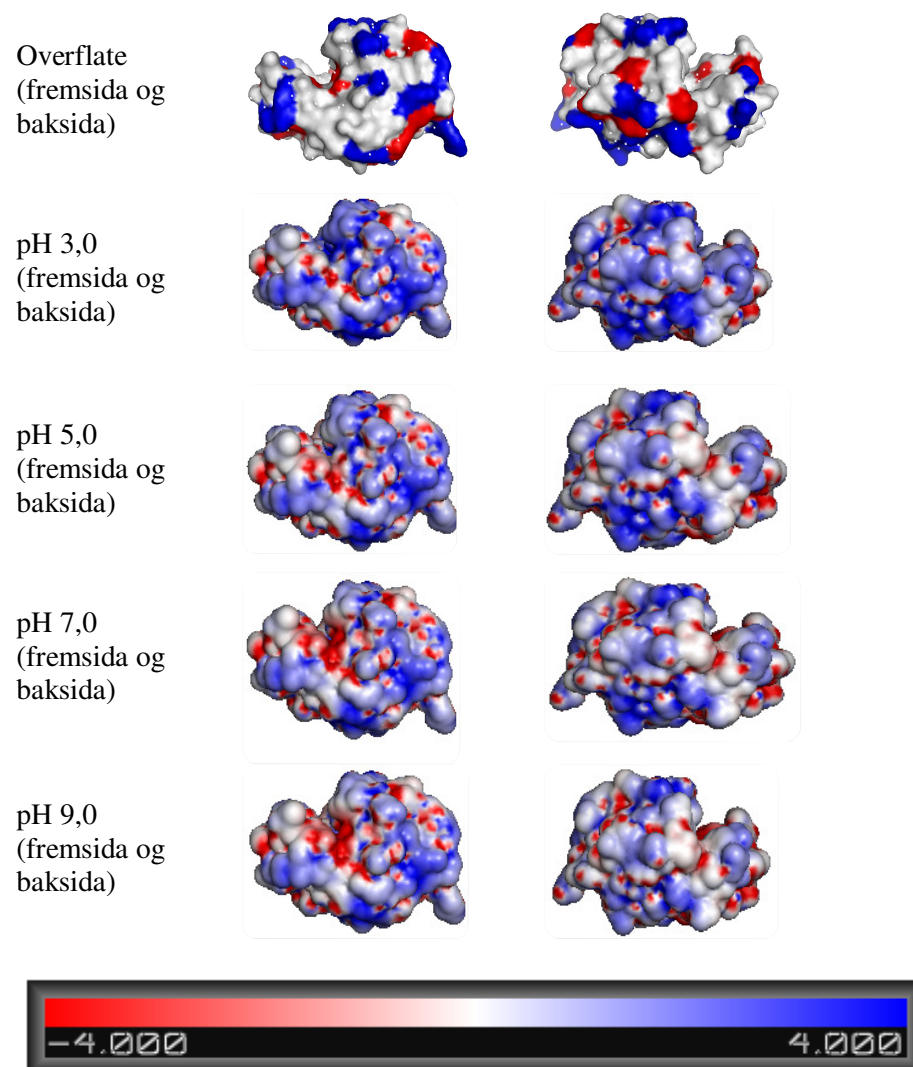 Overflate
(fremsida og
baksida)
pH 3,0
(fremsida og
baksida)
pH 5,0
(fremsida og
baksida)
pH 7,0
(fremsida og
baksida)
pH 9,0
(fremsida og
baksida)
-4.000 4.000